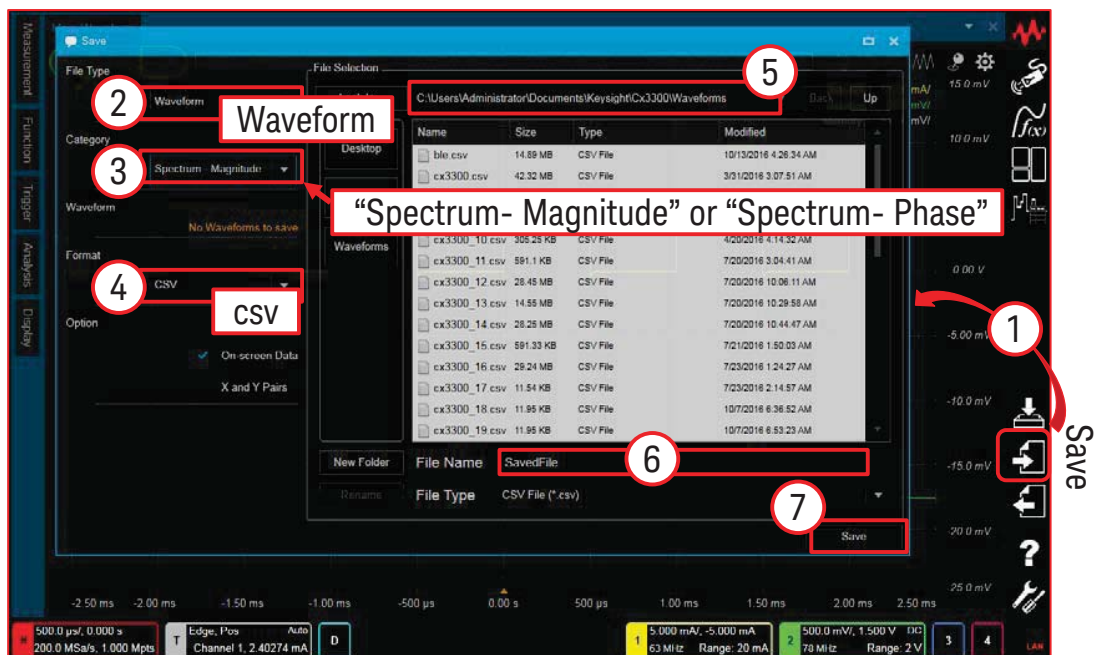 Measurement
Function
Trigger
Analysis
Display
Save
File Type
2
Waveform
Waveform
Category
3
Spectrum - Magnitude
"Spectrum- Magnitude" or "Spectrum- Phase"
Waveform
No Waveforms to save
Format
4
CSV
csv
Option
On-screen Data
X and Y Pairs
File Selection
5
C:\Users\Administrator\Documents\Keysight\Cx3300\Waveforms
Back
Up
Desktop
Waveforms
Name Size Type Modified
ble.csv 14.89 MB CSV File 10/13/2016 4:26:34 AM
cx3300.csv 42.32 MB CSV File 3/31/2016 3:07:51 AM
cx3300_10.csv 305.25 KB CSV File 4/20/2016 4:14:32 AM
cx3300_11.csv 591.1 KB CSV File 7/20/2016 3:04:41 AM
cx3300_12.csv 28.45 MB CSV File 7/20/2016 10:06:11 AM
cx3300_13.csv 14.55 MB CSV File 7/20/2016 10:29:58 AM
cx3300_14.csv 28.25 MB CSV File 7/20/2016 10:44:47 AM
cx3300_15.csv 591.33 KB CSV File 7/21/2016 1:50:03 AM
cx3300_16.csv 29.24 MB CSV File 7/23/2016 1:24:27 AM
cx3300_17.csv 11.54 KB CSV File 7/23/2016 2:14:57 AM
cx3300_18.csv 11.95 KB CSV File 10/7/2016 6:36:52 AM
cx3300_19.csv 11.95 KB CSV File 10/7/2016 6:53:23 AM
New Folder
File Name SavedFile
6
Rename
File Type CSV File (*.csv)
7
Save
f(x)
mA/
mV/
mV/
15.0 mV
10.0 mV
0.00 V
-5.00 mV
1
-10.0 mV
Save
-15.0 mV
-20.0 mV
?
25.0 mV
-2.50 ms -2.00 ms -1.50 ms -1.00 ms -500 µs 0.00 s 500 µs 1.00 ms 1.50 ms 2.00 ms 2.50 ms
H 500.0 µs/, 0.000 s
200.0 MSa/s, 1.000 Mpts
T Edge, Pos Auto
Channel 1, 2.40274 mA
D
1 5.000 mA/, -5.000 mA
63 MHz Range: 20 mA
2 500.0 mV/, 1.500 V DC
78 MHz Range: 2 V
3
4
LAN